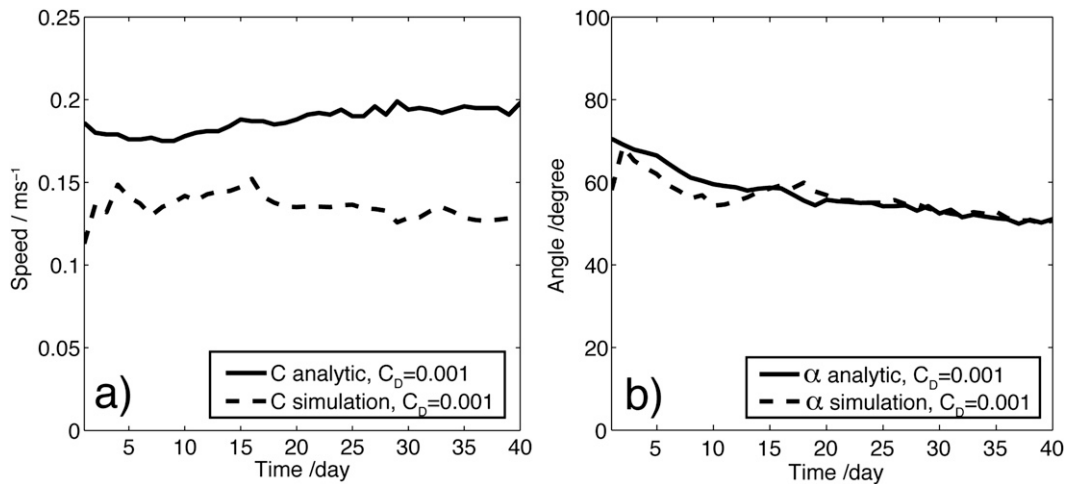 0.25
0.2
0.15
0.1
0.05
0
Speed / ms⁻¹
a)
C analytic, C_D=0.001
C simulation, C_D=0.001
5 10 15 20 25 30 35 40
Time /day
100
80
60
40
20
0
Angle /degree
b)
α analytic, C_D=0.001
α simulation, C_D=0.001
5 10 15 20 25 30 35 40
Time /day